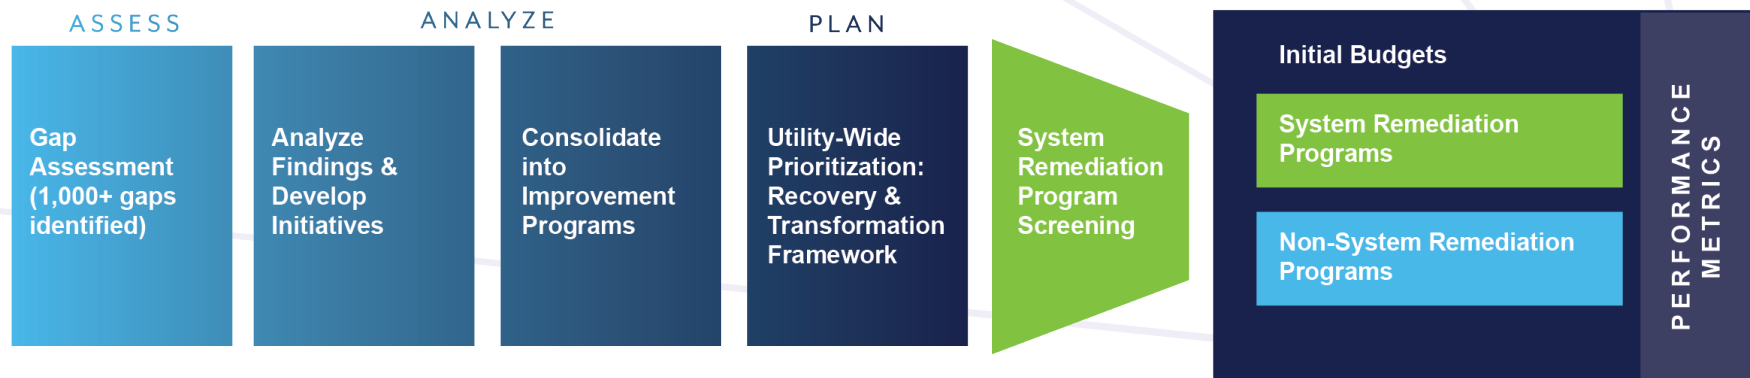 ASSESS
ANALYZE
PLAN
Gap
Assessment
(1,000+ gaps
identified)
Analyze
Findings &
Develop
Initiatives
Consolidate
into
Improvement
Programs
Utility-Wide
Prioritization:
Recovery &
Transformation
Framework
System
Remediation
Program
Screening
Initial Budgets
System Remediation
Programs
Non-System Remediation
Programs
PERFORMANCE
METRICS